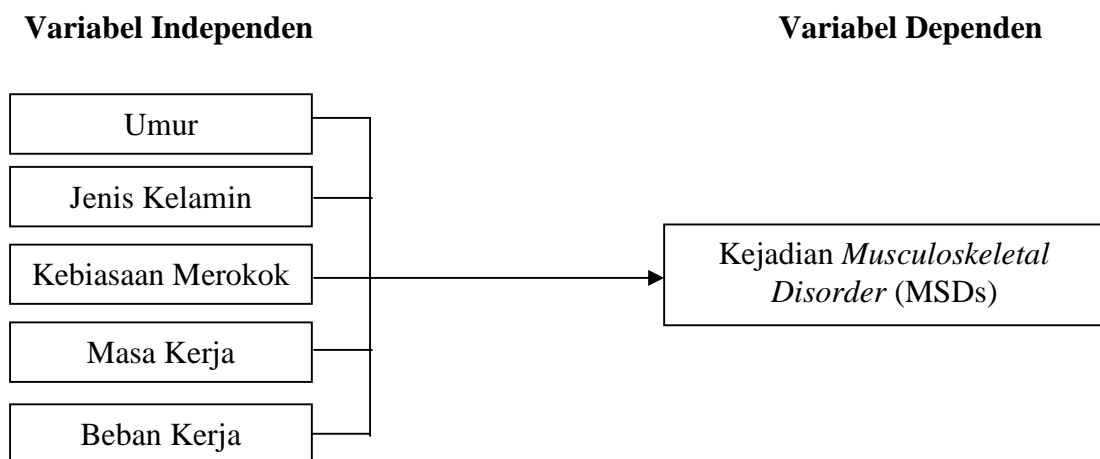 Variabel Independen
Variabel Dependen
Umur
Jenis Kelamin
Kebiasaan Merokok
Masa Kerja
Beban Kerja
Kejadian Musculoskeletal
Disorder (MSDs)